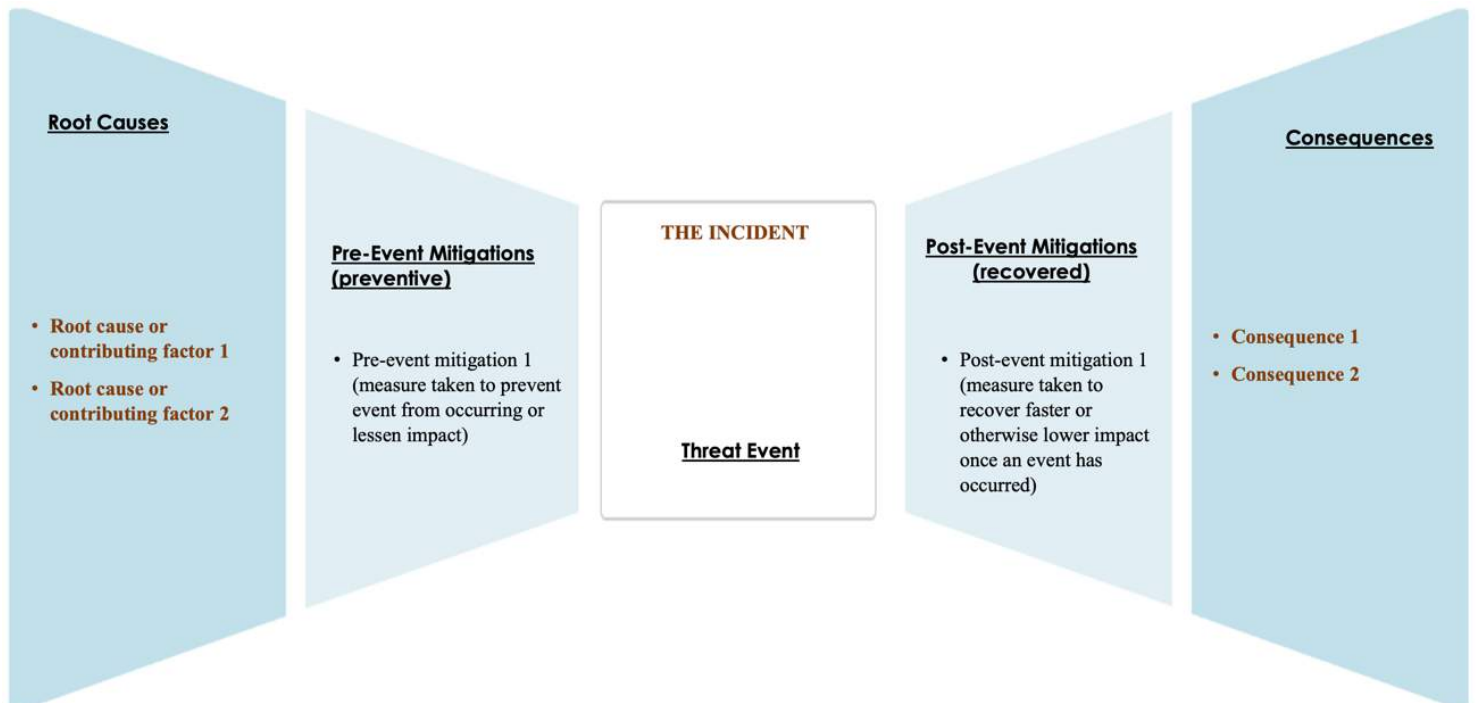 Root Causes
• Root cause or
contributing factor 1
• Root cause or
contributing factor 2
Pre-Event Mitigations
(preventive)
• Pre-event mitigation 1
(measure taken to prevent
event from occurring or
lessen impact)
THE INCIDENT
Threat Event
Post-Event Mitigations
(recovered)
• Post-event mitigation 1
(measure taken to
recover faster or
otherwise lower impact
once an event has
occurred)
Consequences
• Consequence 1
• Consequence 2